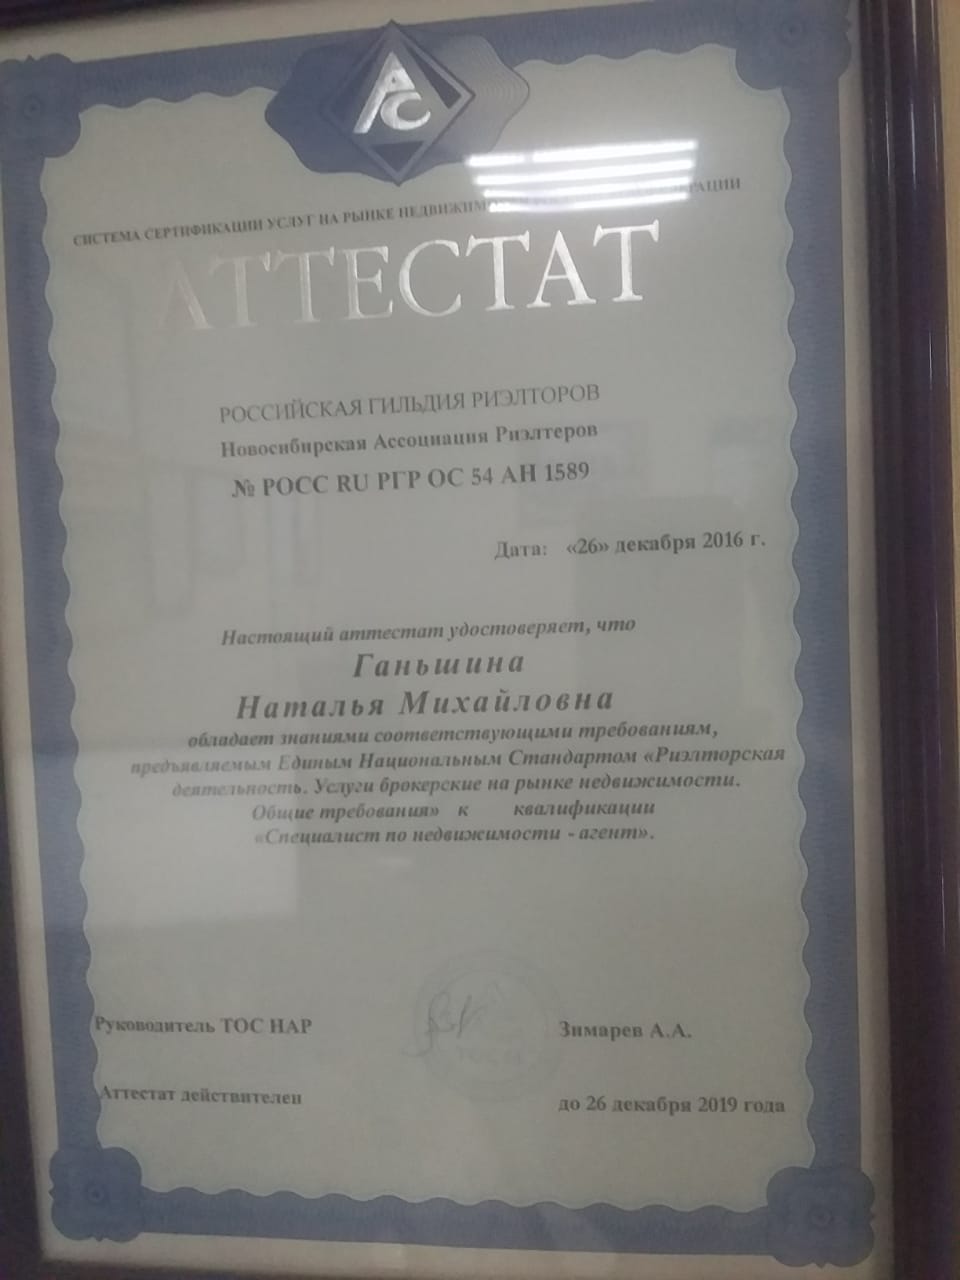 АС
СИСТЕМА СЕРТИФИКАЦИИ УСЛУГ НА РЫНКЕ
АТТЕСТАТ
РОССИЙСКАЯ ГИЛЬДИЯ РИЭЛТОРОВ
Новосибирская Ассоциация Риэлтеров
№ РОСС RU РГР ОС 54 АН 1589
Дата: «26» декабря 2016 г.
Настоящий аттестат удостоверяет, что
Ганьшина
Наталья Михайловна
обладает знаниями соответствующими требованиям,
предъявляемым Единым Национальным Стандартом «Риэлторская
деятельность. Услуги брокерские на рынке недвижимости.
Общие требования» к квалификации
«Специалист по недвижимости - агент».
Руководитель ТОС НАР Зимарев А.А.
Аттестат действителен до 26 декабря 2019 года